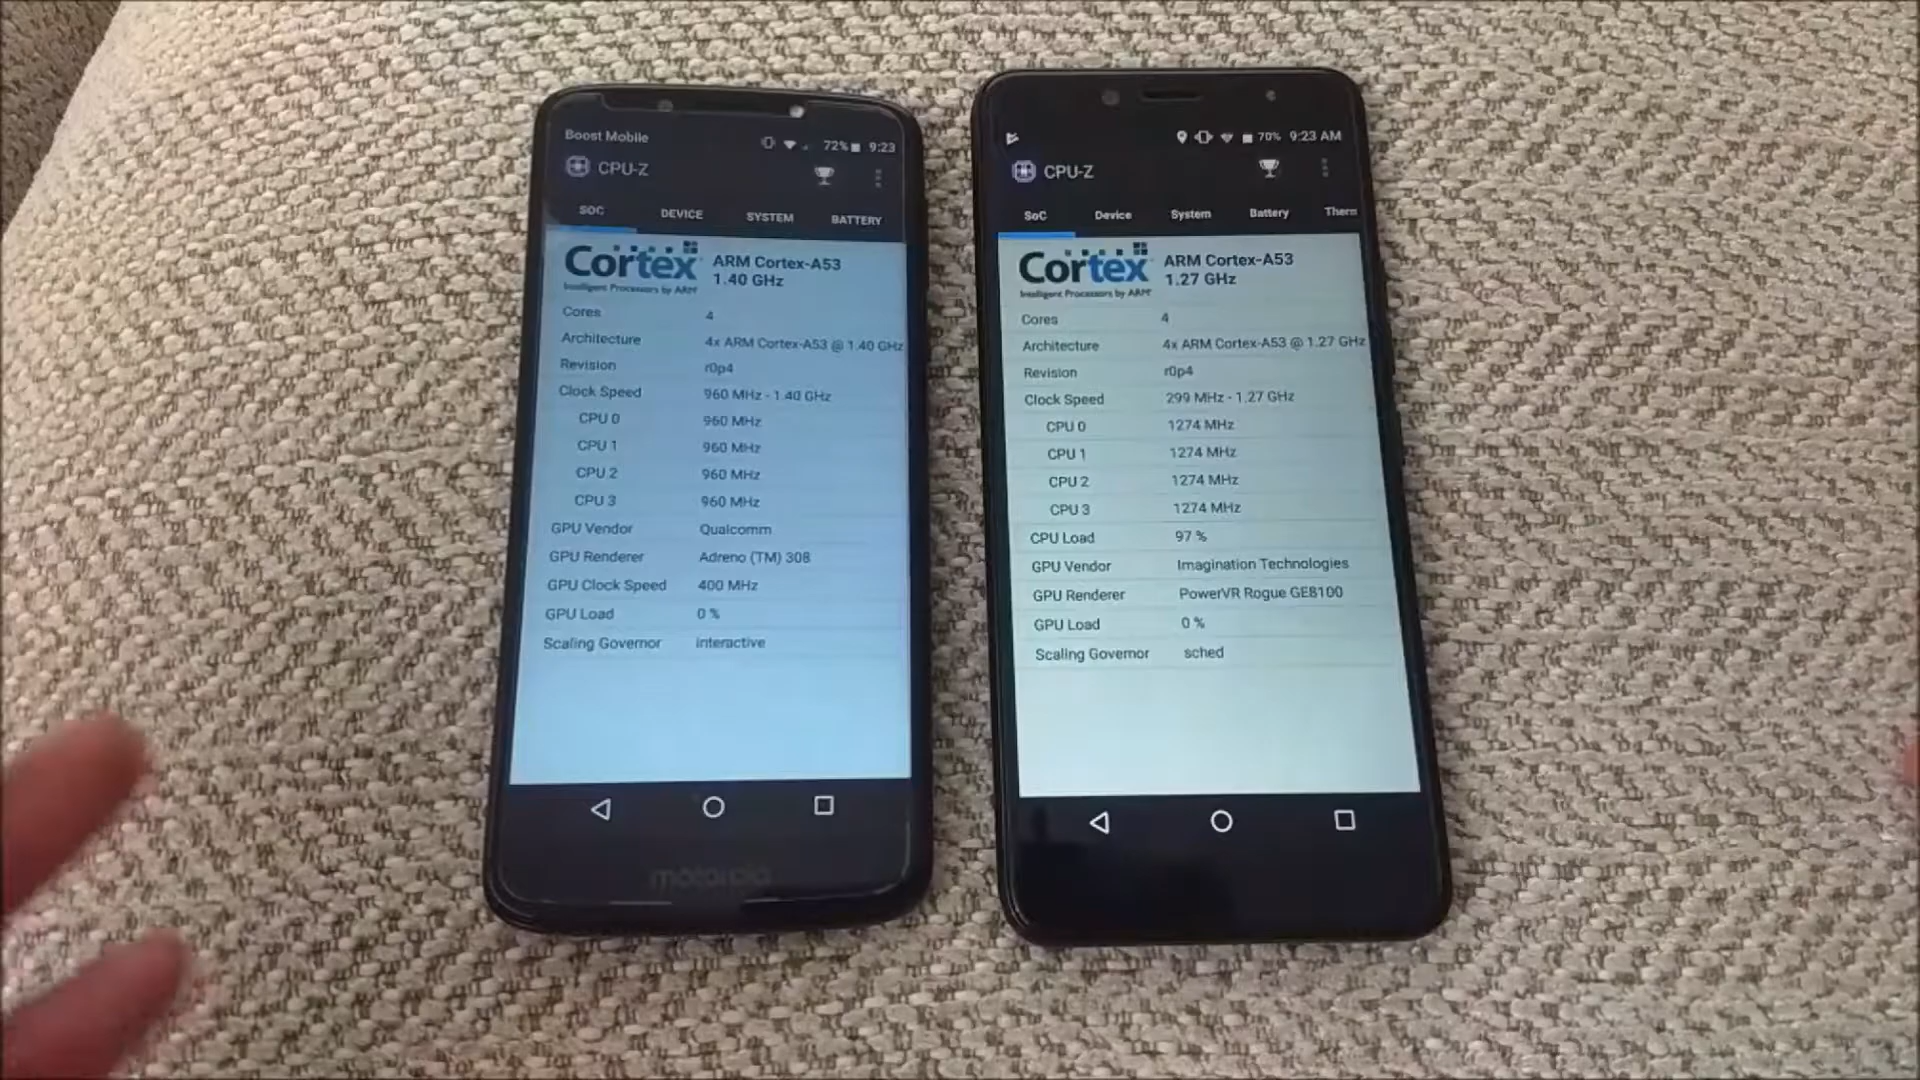 Boost Mobile
72% 9:23
CPU-Z
SOC DEVICE SYSTEM BATTERY
Cortex
Intelligent Processors by ARM
ARM Cortex-A53
1.40 GHz
Cores 4
Architecture 4x ARM Cortex-A53 @ 1.40 GHz
Revision r0p4
Clock Speed 960 MHz - 1.40 GHz
CPU 0 960 MHz
CPU 1 960 MHz
CPU 2 960 MHz
CPU 3 960 MHz
GPU Vendor Qualcomm
GPU Renderer Adreno (TM) 308
GPU Clock Speed 400 MHz
GPU Load 0 %
Scaling Governor interactive
motorola
70% 9:23 AM
CPU-Z
SoC Device System Battery Therm
Cortex
Intelligent Processors by ARM
ARM Cortex-A53
1.27 GHz
Cores 4
Architecture 4x ARM Cortex-A53 @ 1.27 GHz
Revision r0p4
Clock Speed 299 MHz - 1.27 GHz
CPU 0 1274 MHz
CPU 1 1274 MHz
CPU 2 1274 MHz
CPU 3 1274 MHz
CPU Load 97 %
GPU Vendor Imagination Technologies
GPU Renderer PowerVR Rogue GE8100
GPU Load 0 %
Scaling Governor sched